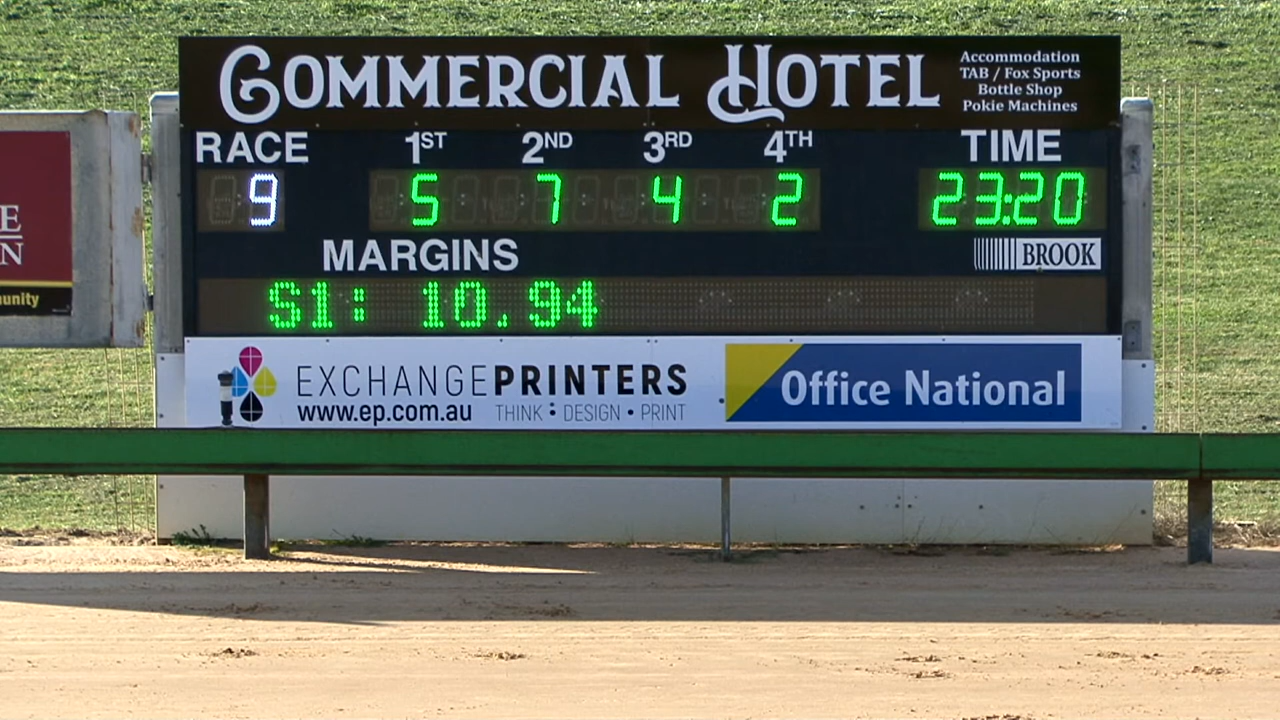 COMMERCIAL HOTEL
Accommodation
TAB / Fox Sports
Bottle Shop
Pokie Machines
RACE 1ST 2ND 3RD 4TH TIME
9 5 7 4 2 23:20
MARGINS
BROOK
S1: 10.94
EXCHANGEPRINTERS
www.ep.com.au THINK : DESIGN • PRINT
Office National
E
N
unity